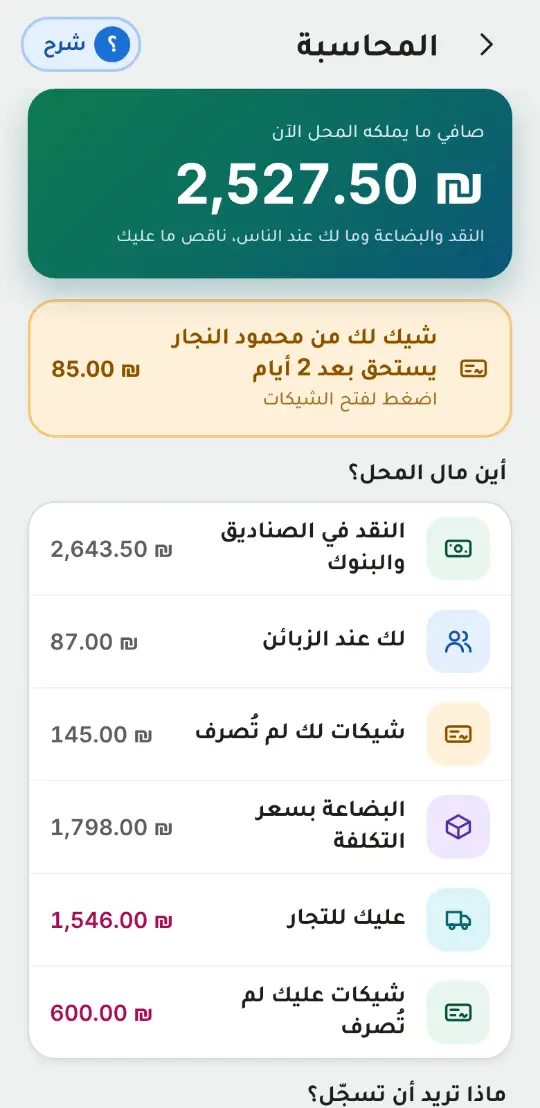 المحاسبة
؟ شرح
صافي ما يملكه المحل الآن
₪ 2,527.50
النقد والبضاعة وما لك عند الناس، ناقص ما عليك
شيك لك من محمود النجار
يستحق بعد 2 أيام
اضغط لفتح الشيكات
₪ 85.00
أين مال المحل؟
النقد في الصناديق
والبنوك
₪ 2,643.50
لك عند الزبائن
₪ 87.00
شيكات لك لم تُصرف
₪ 145.00
البضاعة بسعر
التكلفة
₪ 1,798.00
عليك للتجار
₪ 1,546.00
شيكات عليك لم
تُصرف
₪ 600.00
ماذا تريد أن تسجّل؟